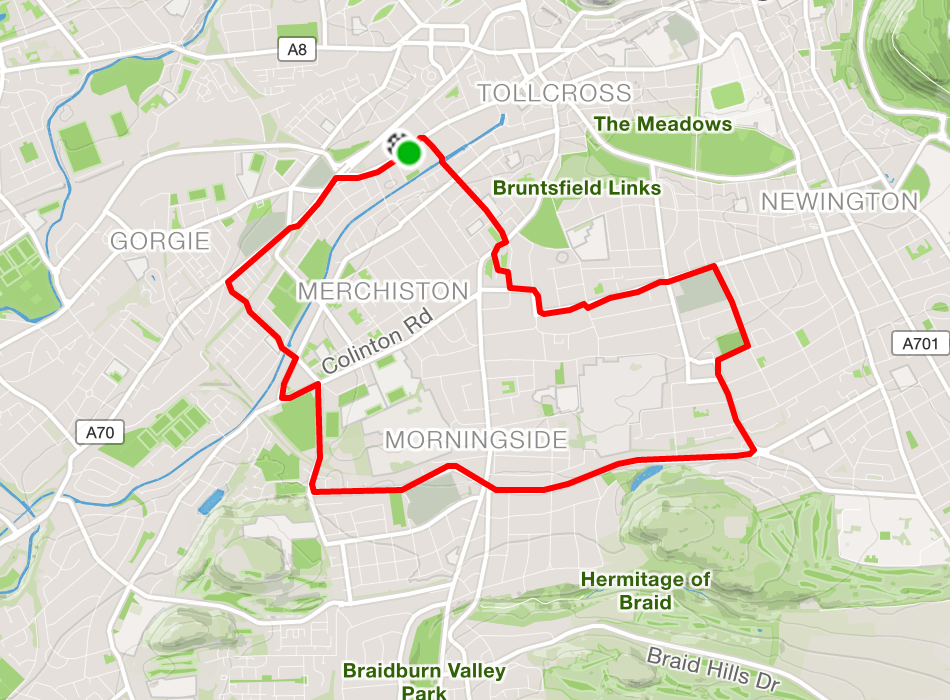 A8
TOLLCROSS
The Meadows
Bruntsfield Links
NEWINGTON
GORGIE
MERCHISTON
Colinton Rd
A701
A70
MORNINGSIDE
Hermitage of
Braid
Braid Hills Dr
Braidburn Valley
Park